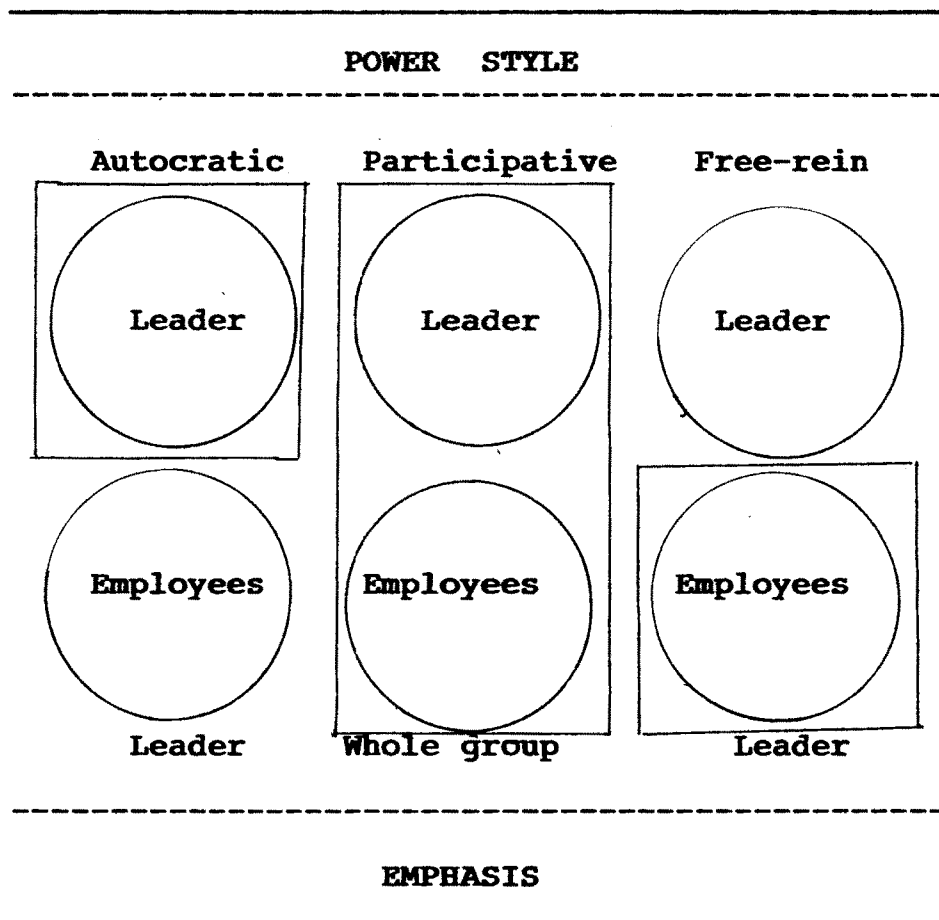 POWER STYLE
Autocratic Participative Free-rein
Leader Leader Leader
Employees Employees Employees
Leader Whole group Leader
EMPHASIS